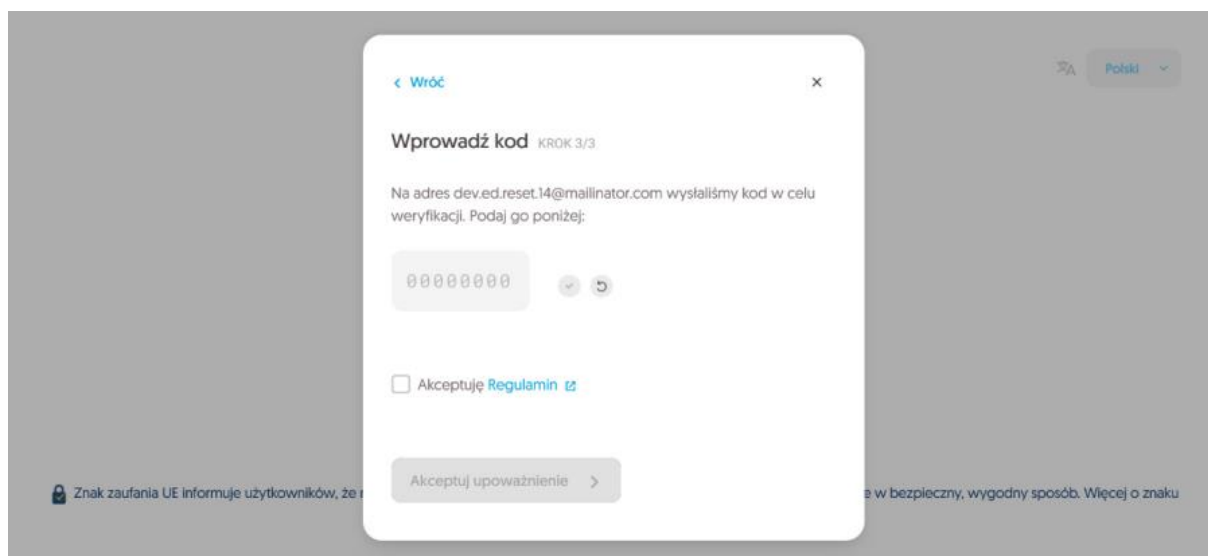 Polski
Wróć
Wprowadź kod KROK 3/3
Na adres dev.ed.reset.14@mailinator.com wysłaliśmy kod w celu
weryfikacji. Podaj go poniżej:
00000000
Akceptuję Regulamin
Akceptuj upoważnienie
Znak zaufania UE informuje użytkowników, że
w bezpieczny, wygodny sposób. Więcej o znaku